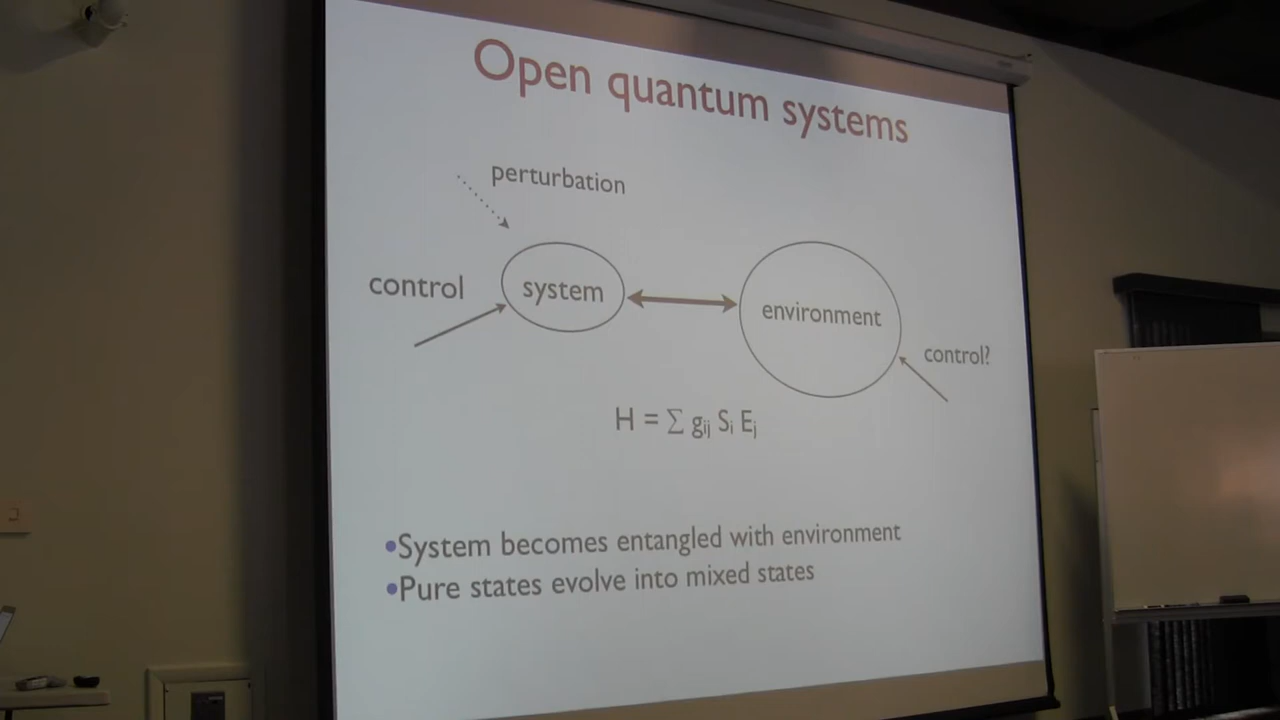 Open quantum systems
perturbation
control
system
environment
control?
H = ∑ gij Si Ej
•System becomes entangled with environment
•Pure states evolve into mixed states